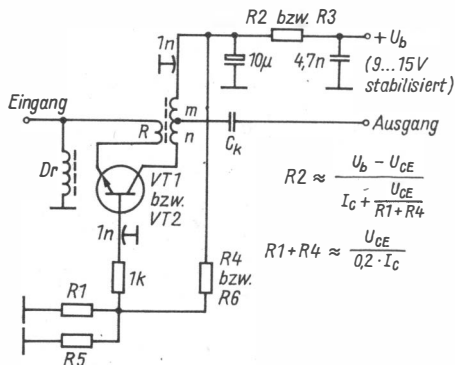 R2 bzw. R3
+ U_b
1n
10μ
4,7n
(9...15V
stabilisiert)
Eingang
R
m
n
C_k
Ausgang
Dr
VT1
bzw.
VT2
R2 ≈ (U_b − U_CE) / (I_C + U_CE / (R1+R4))
1n
R1+R4 ≈ U_CE / (0,2 · I_C)
1k
R4
bzw.
R6
R1
R5